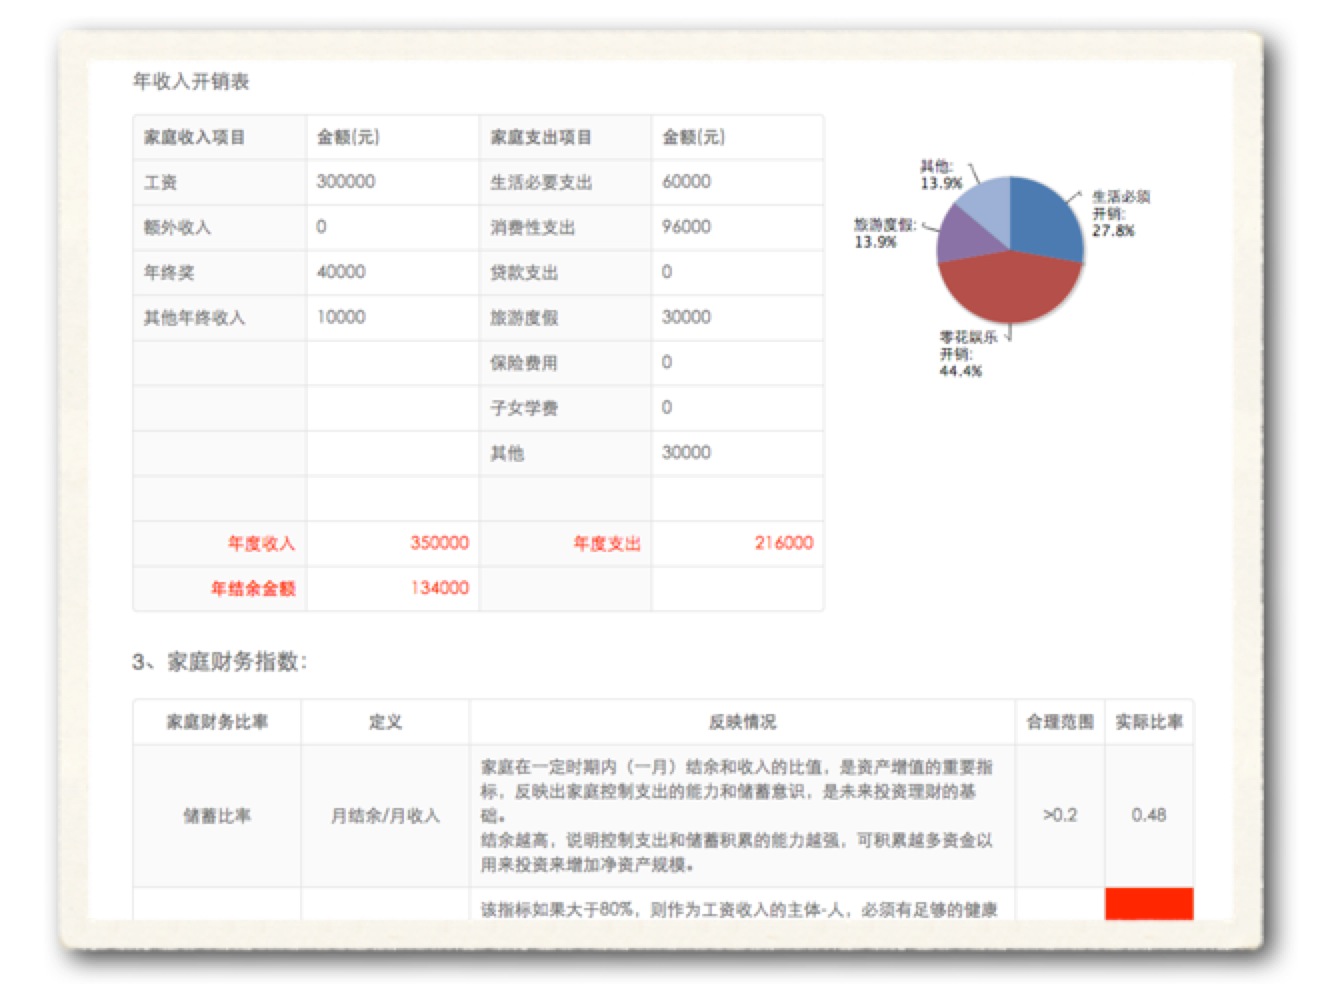 年收入开销表
家庭收入项目 金额(元) 家庭支出项目 金额(元)
工资 300000 生活必要支出 60000
额外收入 0 消费性支出 96000
年终奖 40000 贷款支出 0
其他年终收入 10000 旅游度假 30000
保险费用 0
子女学费 0
其他 30000
年度收入 350000 年度支出 216000
年结余金额 134000
其他:
13.9%
生活必须
开销:
27.8%
旅游度假:
13.9%
零花娱乐
开销:
44.4%
3、家庭财务指数:
家庭财务比率 定义 反映情况 合理范围 实际比率
家庭在一定时期内（一月）结余和收入的比值，是资产增值的重要指
标，反映出家庭控制支出的能力和储蓄意识，是未来投资理财的基
础。
储蓄比率 月结余/月收入 >0.2 0.48
结余越高，说明控制支出和储蓄积累的能力越强，可积累越多资金以
用来投资来增加净资产规模。
该指标如果大于80%，则作为工资收入的主体-人，必须有足够的健康